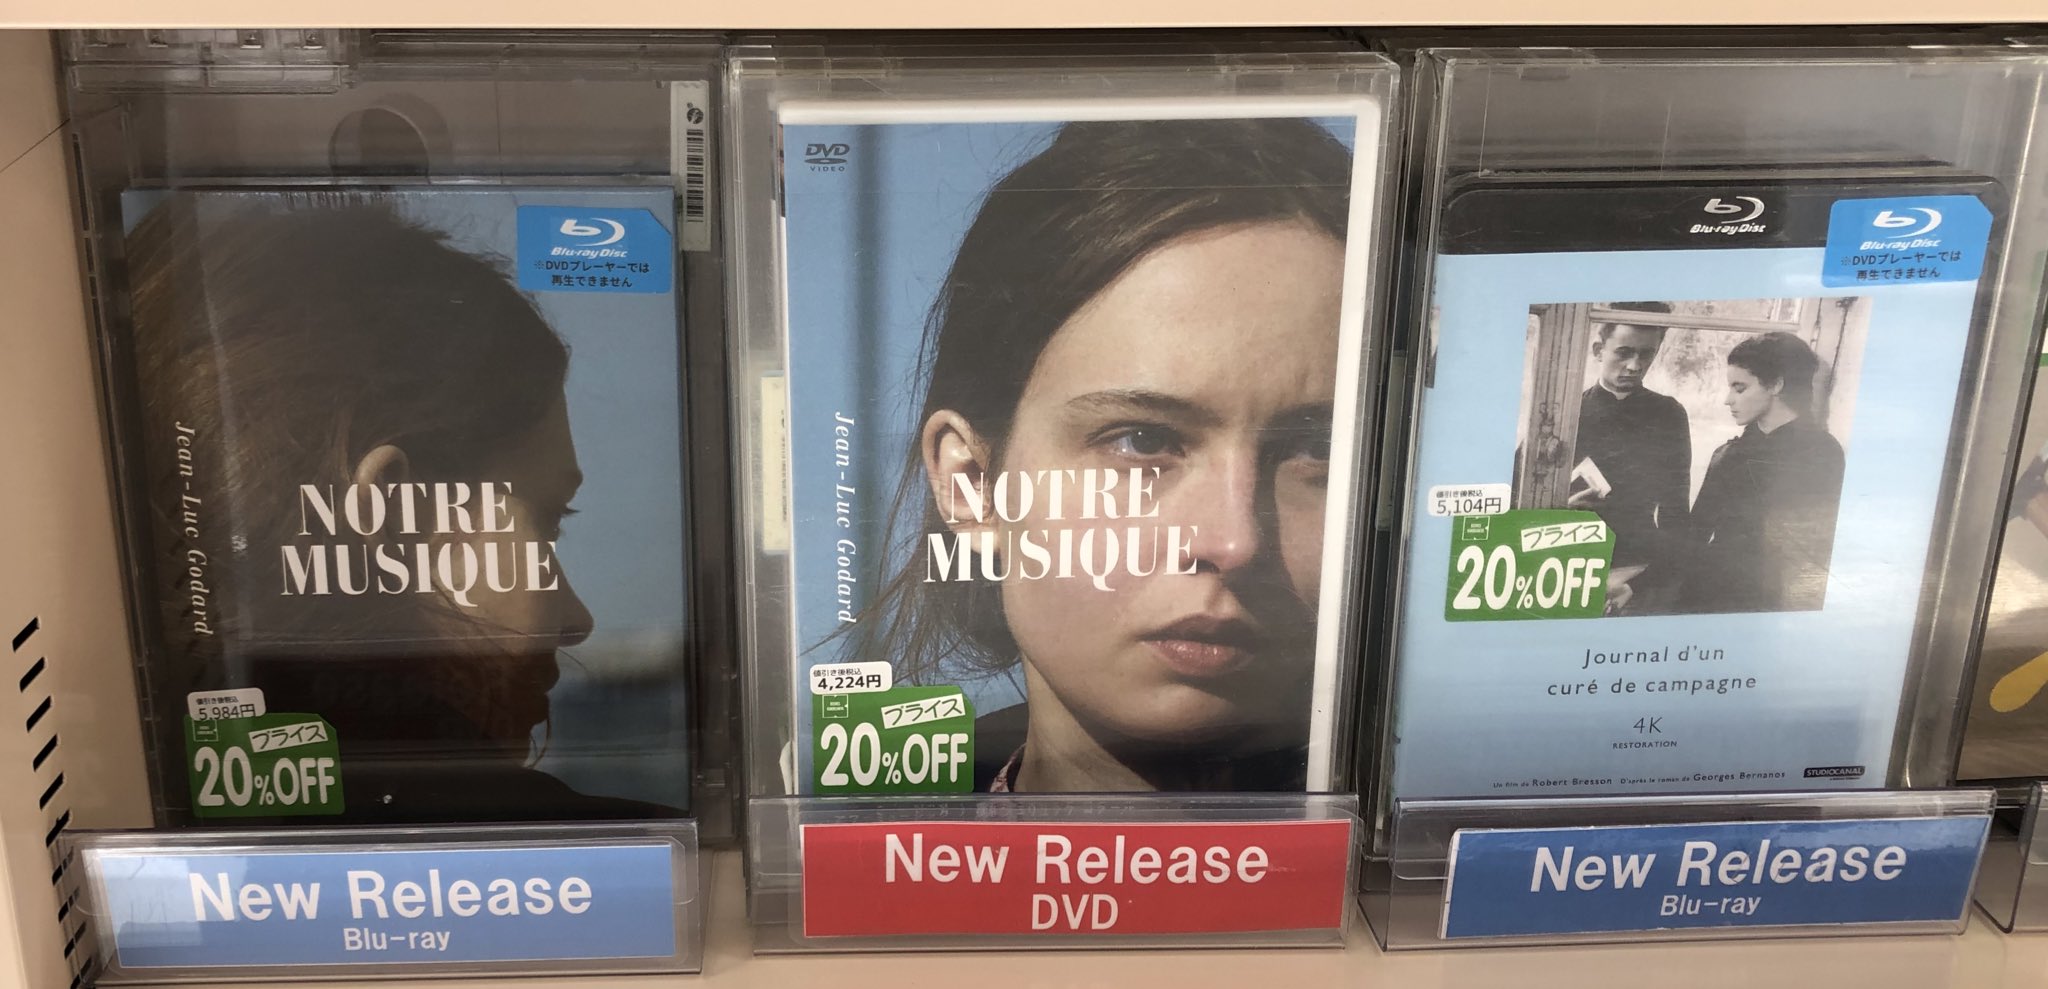 Blu-ray Disc
※DVDプレーヤーでは
再生できません
Jean-Luc Godard
NOTRE
MUSIQUE
値引き後税込
5,984円
プライス
20%OFF
New Release
Blu-ray
DVD
VIDEO
Jean-Luc Godard
NOTRE
MUSIQUE
値引き後税込
4,224円
プライス
20%OFF
New Release
DVD
Blu-ray Disc
Blu-ray Disc
※DVDプレーヤーでは
再生できません
値引き後税込
5,104円
プライス
20%OFF
Journal d'un
curé de campagne
4K
RESTORATION
Un film de Robert Bresson D'après le roman de Georges Bernanos
STUDIOCANAL
New Release
Blu-ray